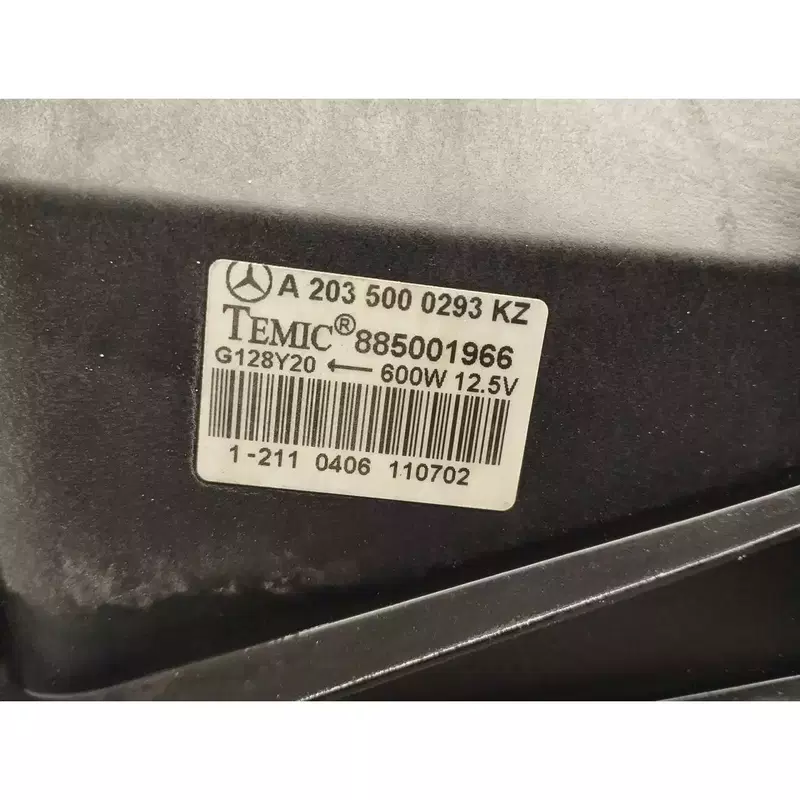 A 203 500 0293 KZ
TEMIC® 885001966
G128Y20 ← 600W 12.5V
1-211 0406 110702